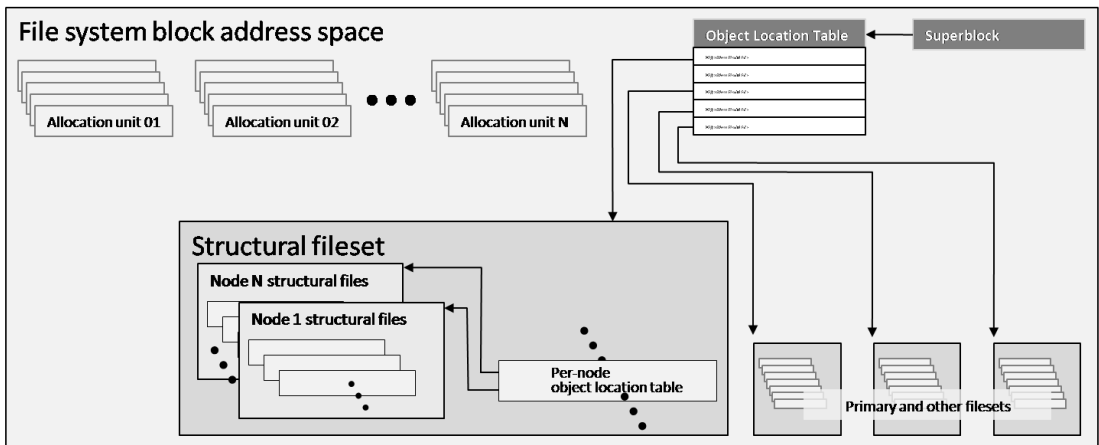 File system block address space
Object Location Table
Superblock
Allocation unit 01
Allocation unit 02
Allocation unit N
Structural fileset
Node N structural files
Node 1 structural files
Per-node
object location table
Primary and other filesets